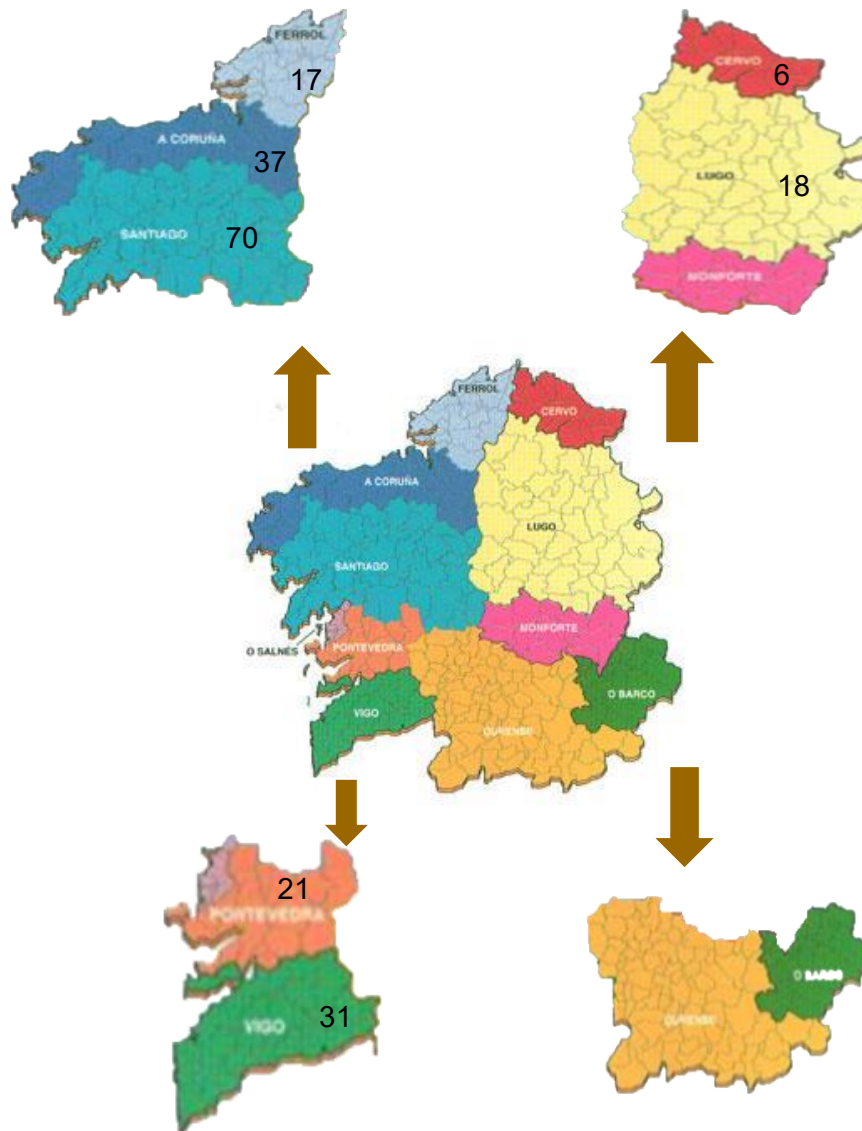 FERROL
17
A CORUÑA
37
SANTIAGO
70
CERVO
6
LUGO
18
MONFORTE
FERROL
CERVO
A CORUÑA
LUGO
SANTIAGO
MONFORTE
O SALNÉS
PONTEVEDRA
O BARCO
VIGO
OURENSE
21
PONTEVEDRA
VIGO
31
O BARCO
OURENSE